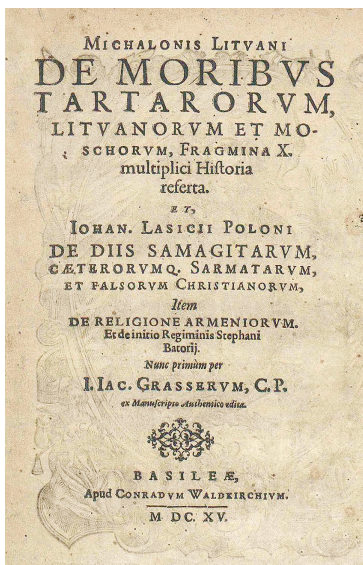 MICHALONIS LITVANI
DE MORIBVS
TARTARORVM,
LITVANORVM ET MO-
SCHORVM, FRAGMINA X.
multiplici Hiſtoria
referta.
ET,
IOHAN. LASICII POLONI
DE DIIS SAMAGITARVM,
CÆTERORVMQ. SARMATARVM,
ET FALSORVM CHRISTIANORVM,
Item
DE RELIGIONE ARMENIORVM.
Et de initio Regiminis Stephani
Batorij.
Nunc primùm per
I. IAC. GRASSERVM, C. P.
ex Manuſcripto Authentico edita.
BASILEÆ,
Apud CONRADVM WALDKIRCHIVM.
M DC. XV.